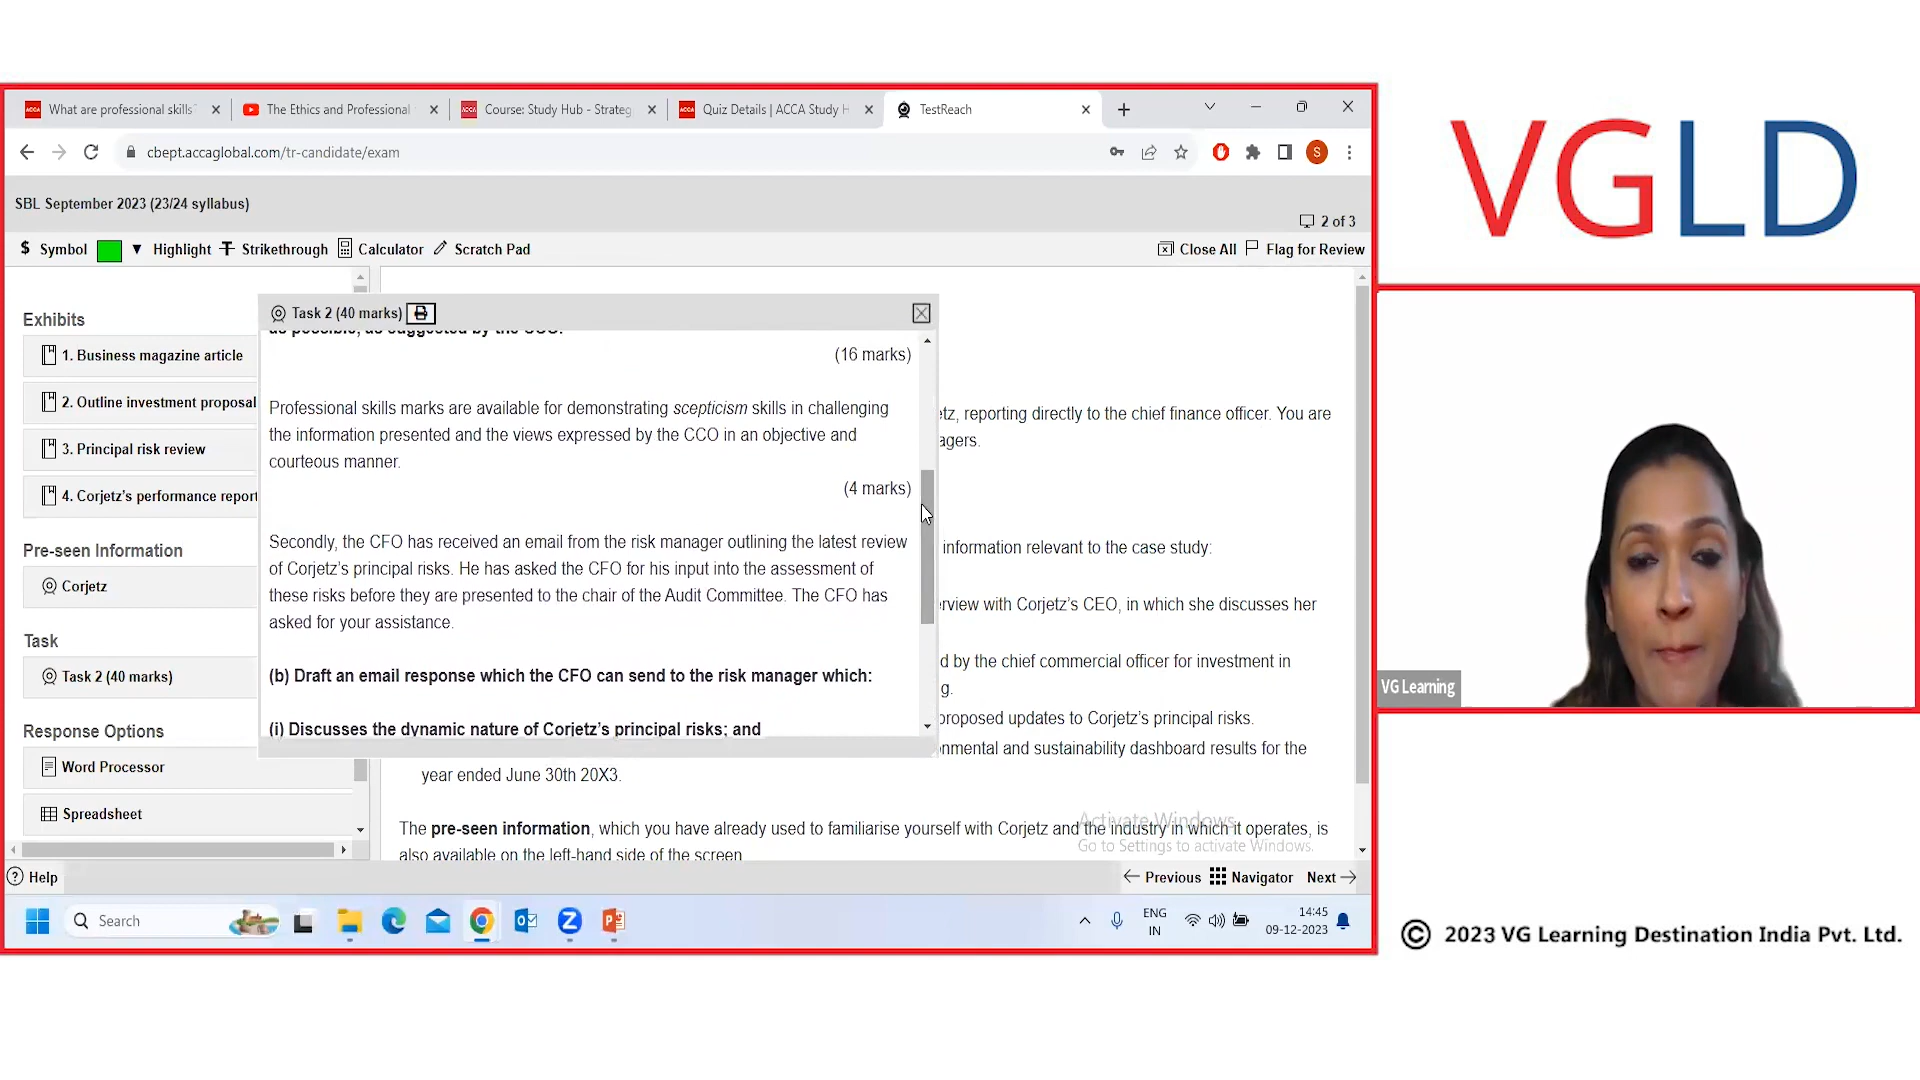 What are professional skills
The Ethics and Professional
Course: Study Hub - Strateg
Quiz Details | ACCA Study H
TestReach
cbept.accaglobal.com/tr-candidate/exam
S
SBL September 2023 (23/24 syllabus)
2 of 3
$ Symbol Highlight Strikethrough Calculator Scratch Pad
Close All Flag for Review
Exhibits
1. Business magazine article
2. Outline investment proposal
3. Principal risk review
4. Corjetz's performance report
Pre-seen Information
Corjetz
Task
Task 2 (40 marks)
Response Options
Word Processor
Spreadsheet
Task 2 (40 marks)
as possible, as suggested by the CCO.
(16 marks)
Professional skills marks are available for demonstrating scepticism skills in challenging
the information presented and the views expressed by the CCO in an objective and
courteous manner.
(4 marks)
Secondly, the CFO has received an email from the risk manager outlining the latest review
of Corjetz's principal risks. He has asked the CFO for his input into the assessment of
these risks before they are presented to the chair of the Audit Committee. The CFO has
asked for your assistance.
(b) Draft an email response which the CFO can send to the risk manager which:
(i) Discusses the dynamic nature of Corjetz's principal risks; and
etz, reporting directly to the chief finance officer. You are
agers.
information relevant to the case study:
erview with Corjetz's CEO, in which she discusses her
d by the chief commercial officer for investment in
g.
proposed updates to Corjetz's principal risks.
onmental and sustainability dashboard results for the
year ended June 30th 20X3.
The pre-seen information, which you have already used to familiarise yourself with Corjetz and the industry in which it operates, is
also available on the left-hand side of the screen
Activate Windows
Go to Settings to activate Windows.
Help
Previous Navigator Next
Search
ENG
IN
14:45
09-12-2023
VGLD
VG Learning
© 2023 VG Learning Destination India Pvt. Ltd.